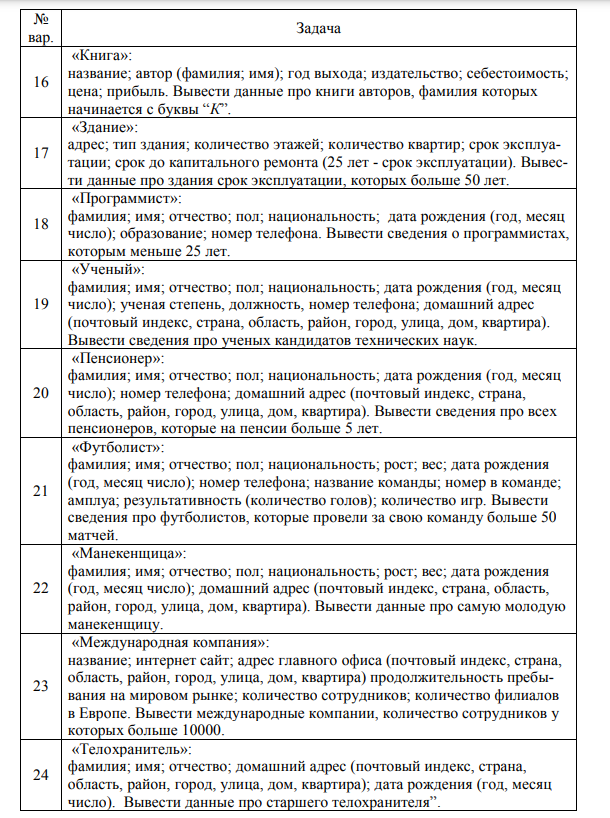 №
вар.
Задача
16
«Книга»:
название; автор (фамилия; имя); год выхода; издательство; себестоимость;
цена; прибыль. Вывести данные про книги авторов, фамилия которых
начинается с буквы “К”.
17
«Здание»:
адрес; тип здания; количество этажей; количество квартир; срок эксплуа-
тации; срок до капитального ремонта (25 лет - срок эксплуатации). Вывес-
ти данные про здания срок эксплуатации, которых больше 50 лет.
18
«Программист»:
фамилия; имя; отчество; пол; национальность; дата рождения (год, месяц
число); образование; номер телефона. Вывести сведения о программистах,
которым меньше 25 лет.
19
«Ученый»:
фамилия; имя; отчество; пол; национальность; дата рождения (год, месяц
число); ученая степень, должность, номер телефона; домашний адрес
(почтовый индекс, страна, область, район, город, улица, дом, квартира).
Вывести сведения про ученых кандидатов технических наук.
20
«Пенсионер»:
фамилия; имя; отчество; пол; национальность; дата рождения (год, месяц
число); номер телефона; домашний адрес (почтовый индекс, страна,
область, район, город, улица, дом, квартира). Вывести сведения про всех
пенсионеров, которые на пенсии больше 5 лет.
21
«Футболист»:
фамилия; имя; отчество; пол; национальность; рост; вес; дата рождения
(год, месяц число); номер телефона; название команды; номер в команде;
амплуа; результативность (количество голов); количество игр. Вывести
сведения про футболистов, которые провели за свою команду больше 50
матчей.
22
«Манекенщица»:
фамилия; имя; отчество; пол; национальность; рост; вес; дата рождения
(год, месяц число); домашний адрес (почтовый индекс, страна, область,
район, город, улица, дом, квартира). Вывести данные про самую молодую
манекенщицу.
23
«Международная компания»:
название; интернет сайт; адрес главного офиса (почтовый индекс, страна,
область, район, город, улица, дом, квартира) продолжительность пребы-
вания на мировом рынке; количество сотрудников; количество филиалов
в Европе. Вывести международные компании, количество сотрудников у
которых больше 10000.
24
«Телохранитель»:
фамилия; имя; отчество; домашний адрес (почтовый индекс, страна,
область, район, город, улица, дом, квартира); дата рождения (год, месяц
число). Вывести данные про старшего телохранителя”.